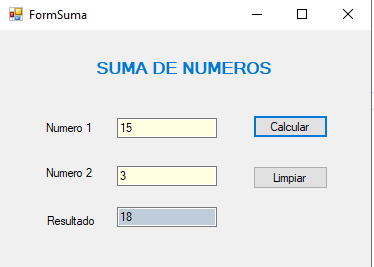 FormSuma
SUMA DE NUMEROS
Numero 1 15 Calcular
Numero 2 3 Limpiar
Resultado 18